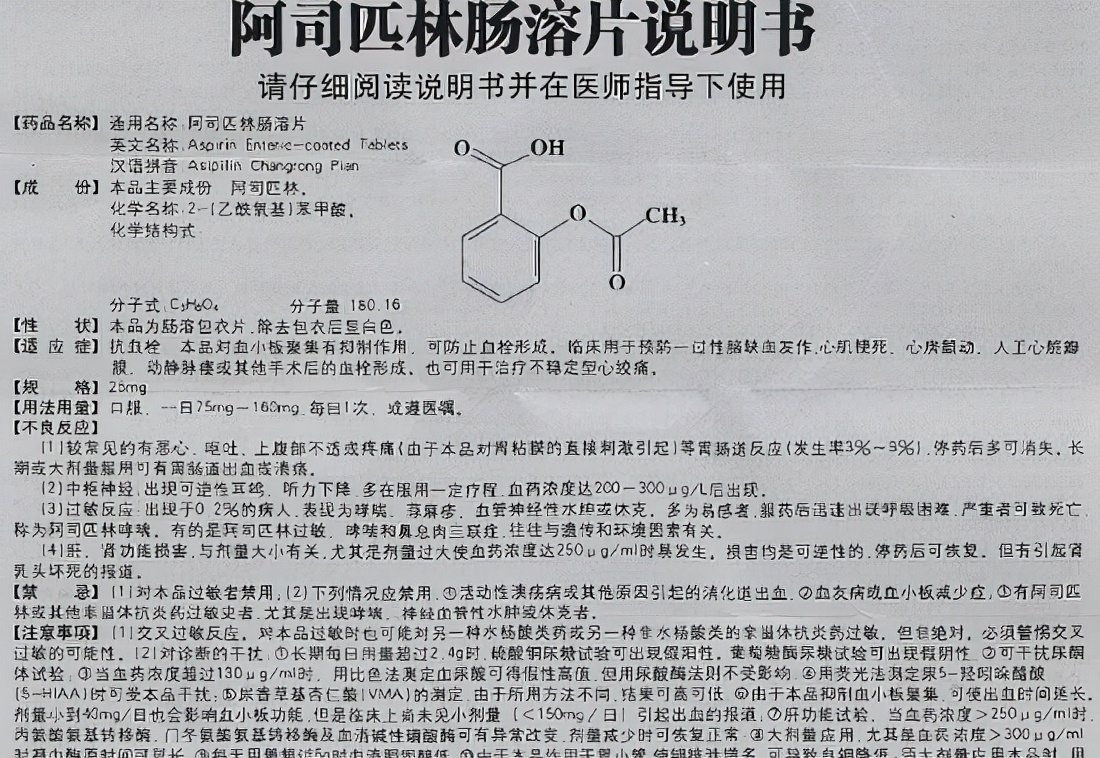 阿司匹林肠溶片说明书
请仔细阅读说明书并在医师指导下使用
【药品名称】通用名称:阿司匹林肠溶片
英文名称:Aspirin Enteric-coated Tablets
汉语拼音:Asipilin Changrong Pian
【成 份】本品主要成份 阿司匹林。
化学名称:2-(乙酰氧基)苯甲酸。
化学结构式
O OH
O CH₃
O
分子式: 分子量 180.16
【性 状】本品为肠溶包衣片,除去包衣后显白色。
【适 应 症】抗血栓 本品对血小板聚集有抑制作用,可防止血栓形成。临床用于预防一过性脑缺血发作,心肌梗死、心房颤动、人工心脏瓣
膜、动静脉瘘或其他手术后的血栓形成。也可用于治疗不稳定型心绞痛。
【规 格】mg
【用法用量】口服。一日75mg-160mg,每日1次。或遵医嘱。
【不良反应】
(1)较常见的有恶心、呕吐、上腹部不适或疼痛(由于本品对胃粘膜的直接刺激引起)等胃肠道反应(发生率3%~9%),停药后多可消失。长
期或大剂量服用可有胃肠道出血或溃疡。
(2)中枢神经:出现可逆性耳鸣、听力下降,多在服用一定疗程,血药浓度达200-300μg/L后出现。
(3)过敏反应:出现于0.2%的病人,表现为哮喘、荨麻疹、血管神经性水肿或休克。多为易感者,服药后迅速出现呼吸困难,严重者可致死亡,
称为阿司匹林哮喘。有的是阿司匹林过敏、哮喘和鼻息肉三联症,往往与遗传和环境因素有关。
(4)肝、肾功能损害,与剂量大小有关,尤其是剂量过大使血药浓度达250μg/ml时易发生。损害均是可逆性的,停药后可恢复。但有引起肾
乳头坏死的报道。
【禁 忌】(1)对本品过敏者禁用;(2)下列情况应禁用:①活动性溃疡病或其他原因引起的消化道出血;②血友病或血小板减少症;③有阿司匹
林或其他非甾体抗炎药过敏史者,尤其是出现哮喘、神经血管性水肿或休克者。
【注意事项】(1)交叉过敏反应。对本品过敏时也可能对另一种水杨酸类药或另一种非水杨酸类的非甾体抗炎药过敏。但非绝对。必须警惕交叉
过敏的可能性。(2)对诊断的干扰:①长期每日用量超过2.4g时,硫酸铜尿糖试验可出现假阳性,葡萄糖酶尿糖试验可出现假阴性;②可干扰尿酮
体试验;③当血药浓度超过130μg/ml时,用比色法测定血尿酸可得假性高值,但用尿酸酶法则不受影响;④用荧光法测定尿5-羟吲哚醋酸
(5-HIAA)时可受本品干扰;⑤尿香草基杏仁酸(VMA)的测定,由于所用方法不同,结果可高可低;⑥由于本品抑制血小板聚集,可使出血时间延长。
剂量小到40mg/日也会影响血小板功能,但是临床上尚未见小剂量(<150mg/日)引起出血的报道;⑦肝功能试验,当血药浓度>250μg/ml时,
丙氨酸氨基转移酶、门冬氨酸氨基转移酶及血清碱性磷酸酶可有异常改变,剂量减少时可恢复正常;⑧大剂量应用,尤其是血药浓度>300μg/ml